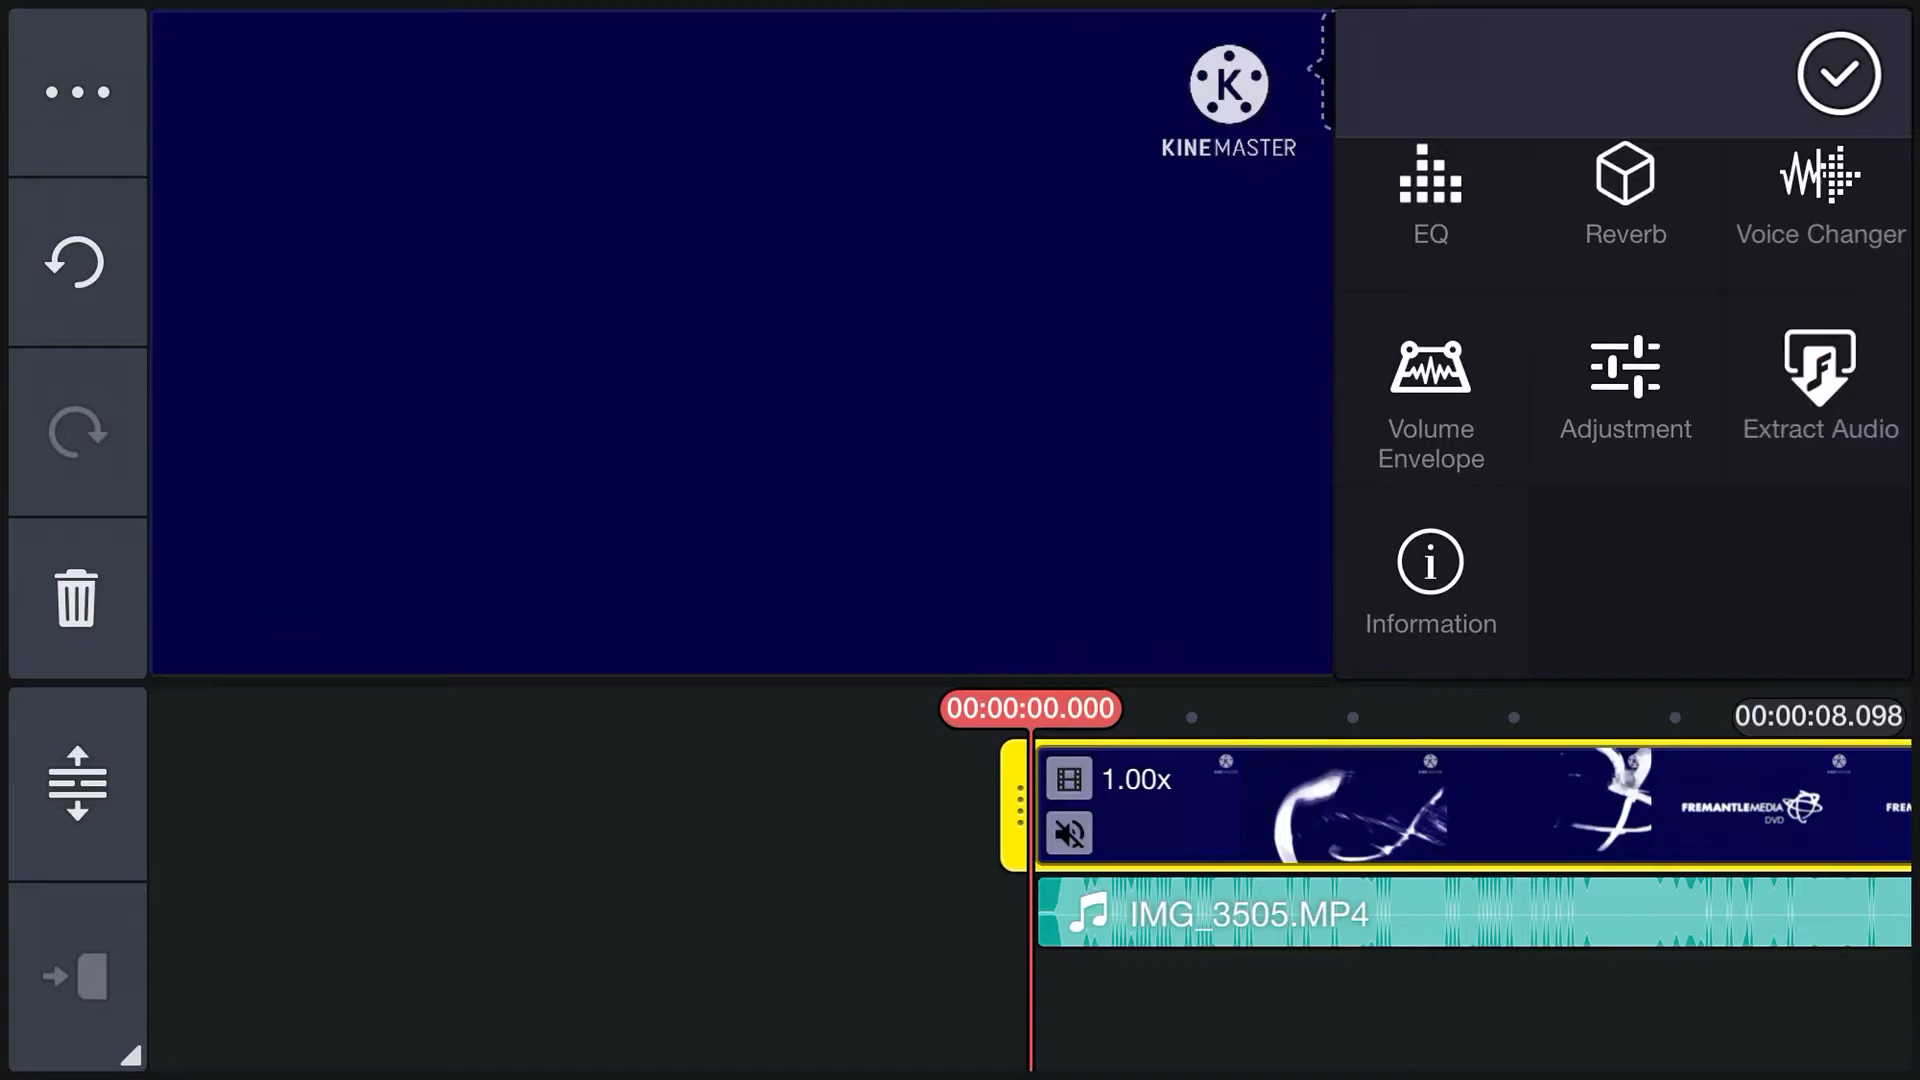 K
KINEMASTER
EQ
Reverb
Voice Changer
Volume
Envelope
Adjustment
Extract Audio
Information
00:00:00.000
00:00:08.098
1.00x
FREMANTLEMEDIA
DVD
FREM
IMG_3505.MP4